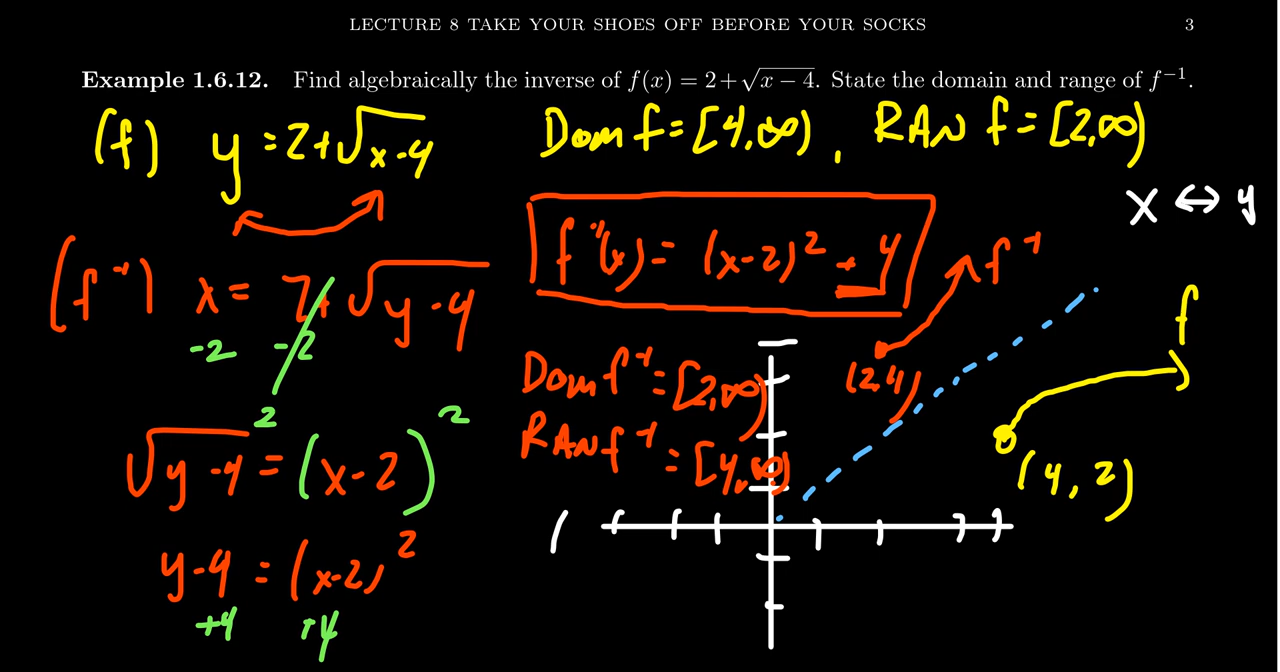 LECTURE 8 TAKE YOUR SHOES OFF BEFORE YOUR SOCKS 3
Example 1.6.12. Find algebraically the inverse of f(x) = 2+√(x − 4). State the domain and range of f⁻¹.
(f) y = 2+√(x-4)
Dom f = [4,∞), RAN f = [2,∞)
x ↔ y
(f⁻¹) x = 2+√(y-4)
-2 -2
√(y-4)² = (x-2)²
y-4 = (x-2)²
+4 +4
f⁻¹(x) = (x-2)² + 4
Dom f⁻¹ = [2,∞)
RAN f⁻¹ = [4,∞)
f⁻¹
(2,4)
f
(4,2)